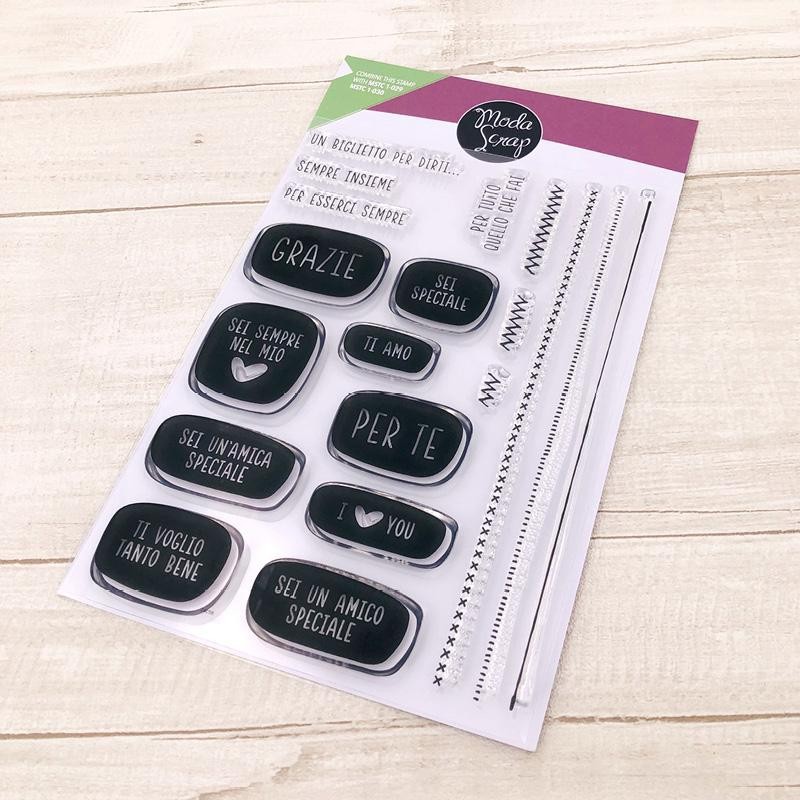 COMBINE THIS STAMP
WITH MSTC 1-029
MSTC 1-030
Moda
Scrap
UN BIGLIETTO PER DIRTI...
SEMPRE INSIEME
PER ESSERCI SEMPRE
PER TUTTO
QUELLO CHE FAI
GRAZIE
SEI
SPECIALE
SEI SEMPRE
NEL MIO
TI AMO
PER TE
SEI UN'AMICA
SPECIALE
I ♥ YOU
TI VOGLIO
TANTO BENE
SEI UN AMICO
SPECIALE